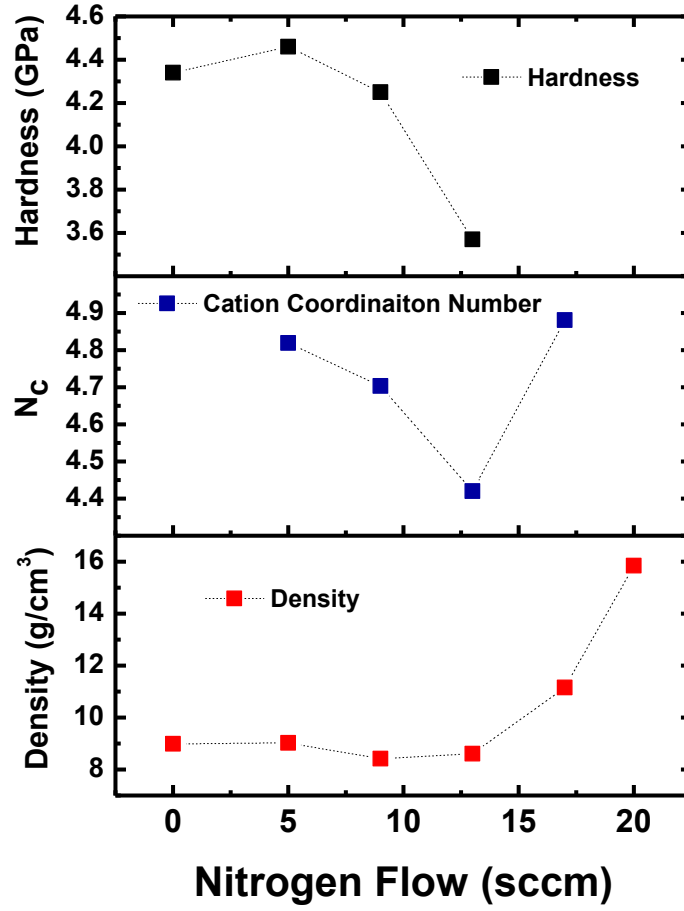 4.6
4.4
4.2
4.0
3.8
3.6
Hardness (GPa)
Hardness
4.9
4.8
4.7
4.6
4.5
4.4
N_C
Cation Coordinaiton Number
16
14
12
10
8
Density (g/cm³)
Density
0 5 10 15 20
Nitrogen Flow (sccm)